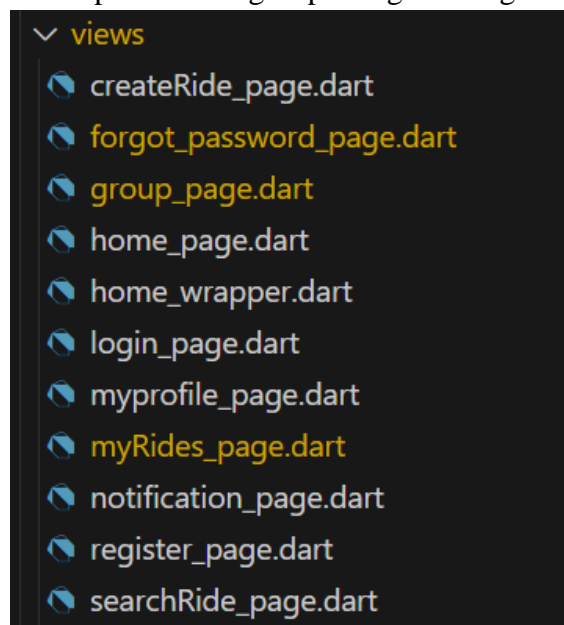 views
createRide_page.dart
forgot_password_page.dart
group_page.dart
home_page.dart
home_wrapper.dart
login_page.dart
myprofile_page.dart
myRides_page.dart
notification_page.dart
register_page.dart
searchRide_page.dart